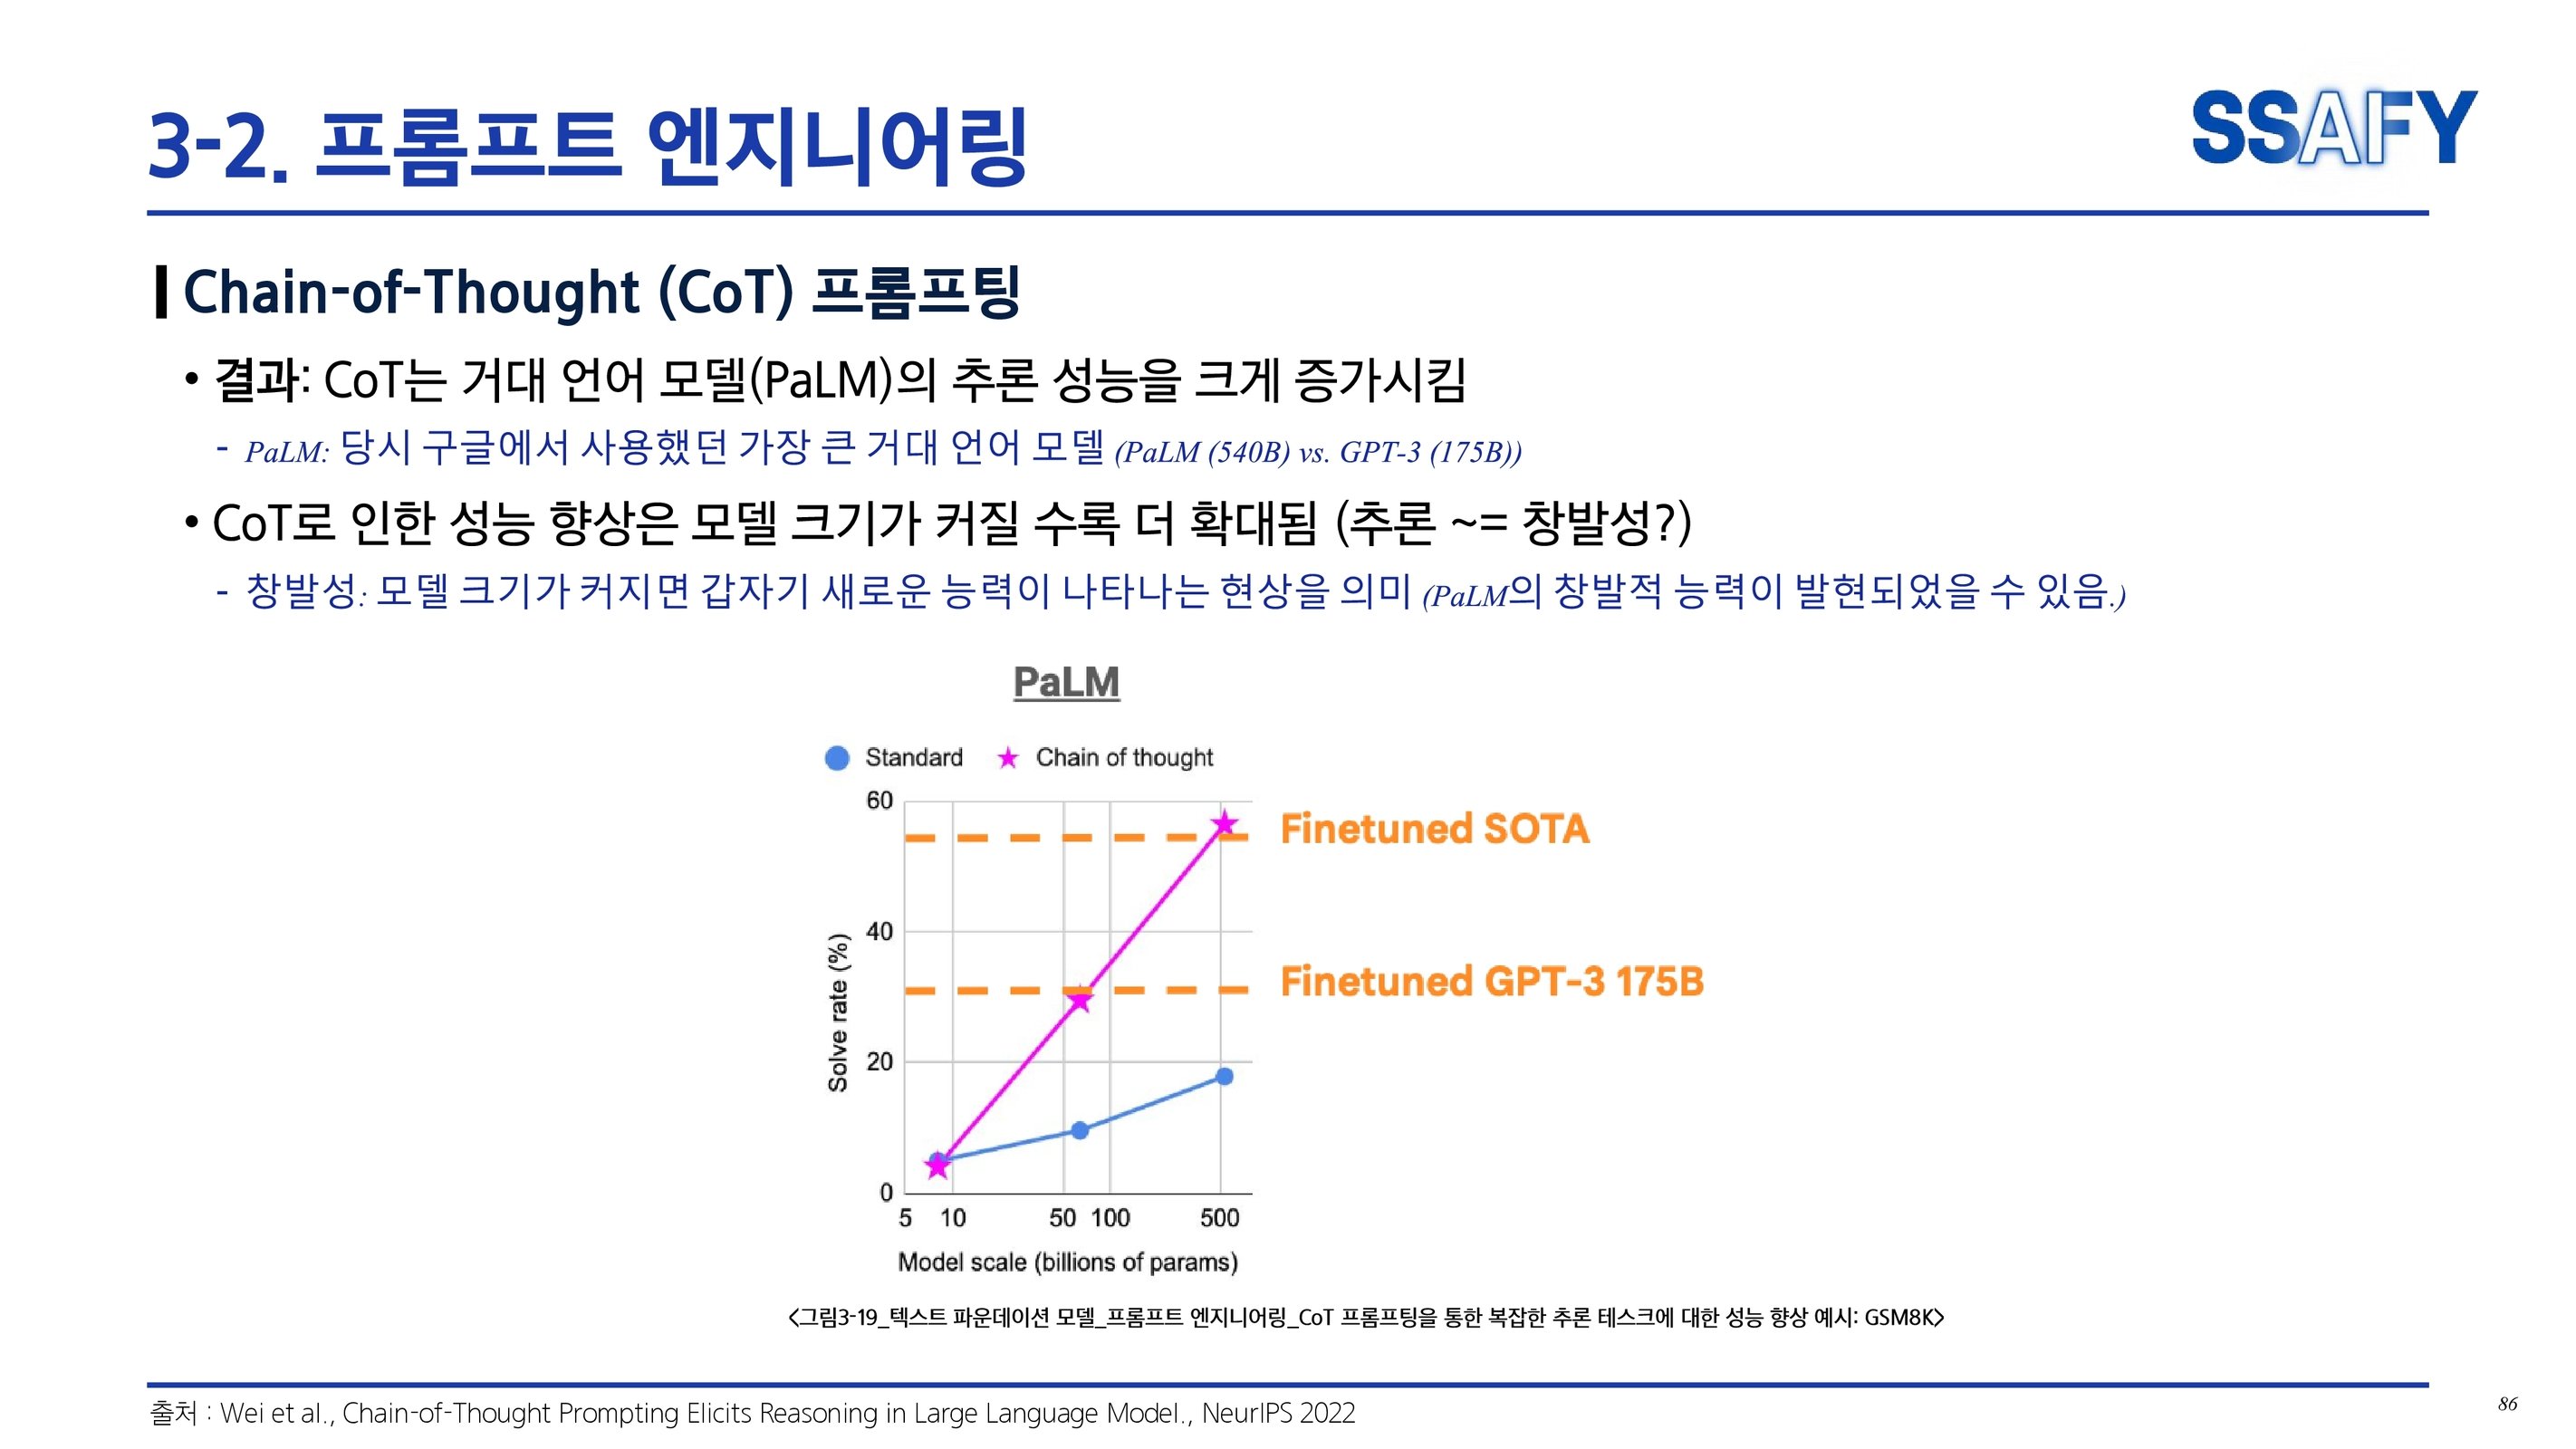 3-2. 프롬프트 엔지니어링
SSAFY
Chain-of-Thought (CoT) 프롬프팅
• 결과: CoT는 거대 언어 모델(PaLM)의 추론 성능을 크게 증가시킴
- PaLM: 당시 구글에서 사용했던 가장 큰 거대 언어 모델 (PaLM (540B) vs. GPT-3 (175B))
• CoT로 인한 성능 향상은 모델 크기가 커질 수록 더 확대됨 (추론 ~= 창발성?)
- 창발성: 모델 크기가 커지면 갑자기 새로운 능력이 나타나는 현상을 의미 (PaLM의 창발적 능력이 발현되었을 수 있음.)
PaLM
Standard Chain of thought
60
Finetuned SOTA
40
Finetuned GPT-3 175B
Solve rate (%)
20
0
5 10 50 100 500
Model scale (billions of params)
<그림3-19_텍스트 파운데이션 모델_프롬프트 엔지니어링_CoT 프롬프팅을 통한 복잡한 추론 테스크에 대한 성능 향상 예시: GSM8K>
출처 : Wei et al., Chain-of-Thought Prompting Elicits Reasoning in Large Language Model., NeurIPS 2022
86